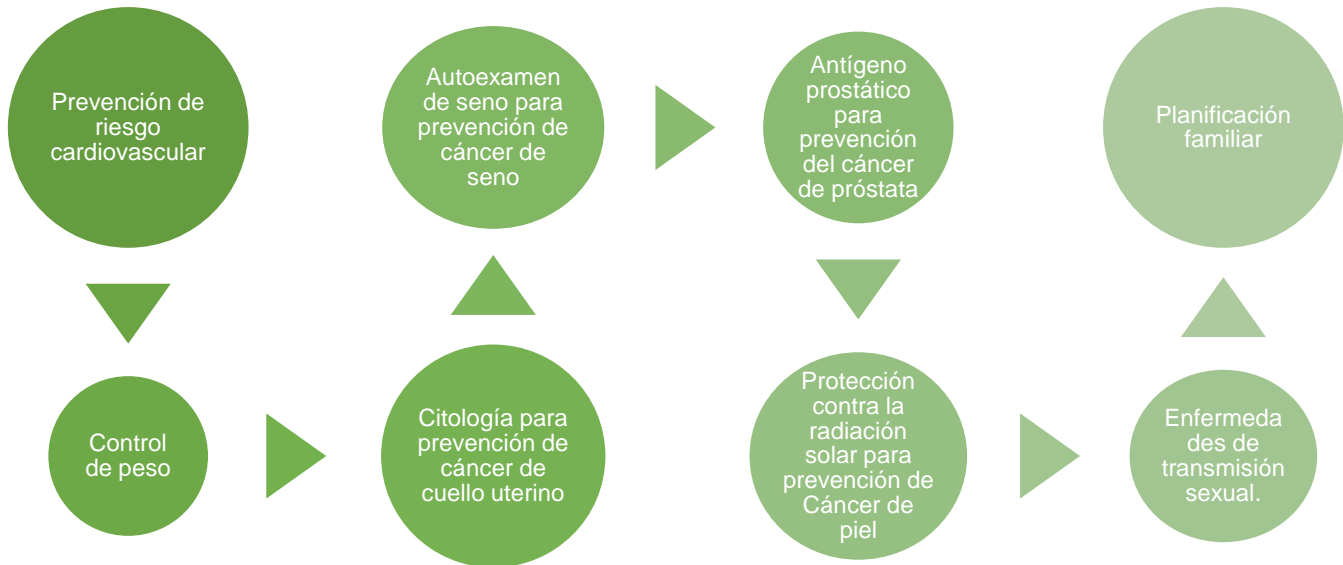 Prevención de
riesgo
cardiovascular
Control
de peso
Citología para
prevención de
cáncer de
cuello uterino
Autoexamen
de seno para
prevención de
cáncer de
seno
Antígeno
prostático
para
prevención
del cáncer
de próstata
Protección
contra la
radiación
solar para
prevención de
Cáncer de
piel
Enfermeda
des de
transmisión
sexual.
Planificación
familiar